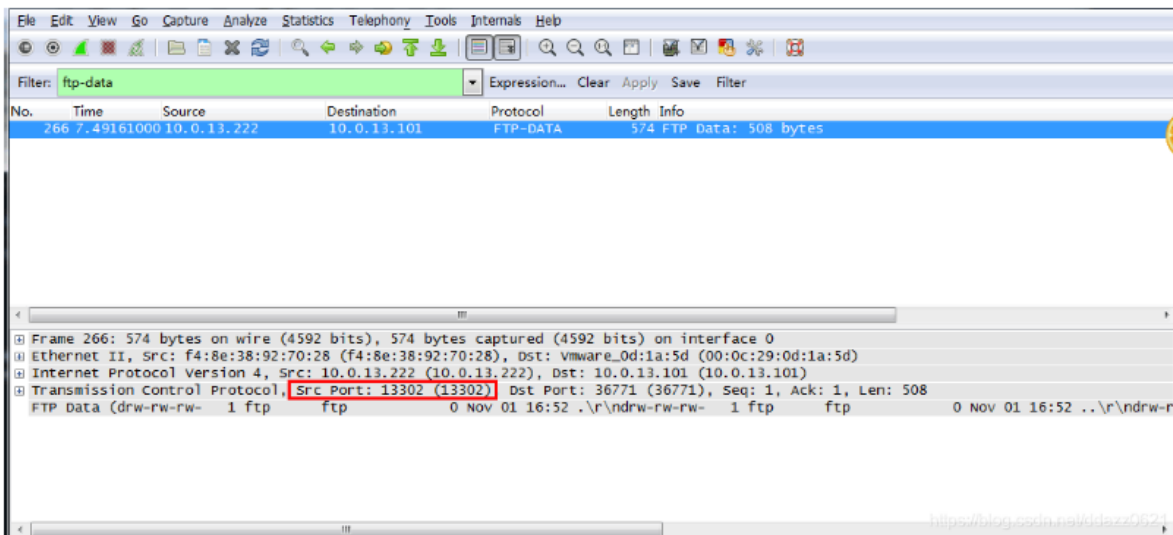 File Edit View Go Capture Analyze Statistics Telephony Tools Internals Help
Filter: ftp-data Expression... Clear Apply Save Filter
No. Time Source Destination Protocol Length Info
266 7.49161000 10.0.13.222 10.0.13.101 FTP-DATA 574 FTP Data: 508 bytes
Frame 266: 574 bytes on wire (4592 bits), 574 bytes captured (4592 bits) on interface 0
Ethernet II, Src: f4:8e:38:92:70:28 (f4:8e:38:92:70:28), Dst: Vmware_0d:1a:5d (00:0c:29:0d:1a:5d)
Internet Protocol Version 4, Src: 10.0.13.222 (10.0.13.222), Dst: 10.0.13.101 (10.0.13.101)
Transmission Control Protocol, Src Port: 13302 (13302) Dst Port: 36771 (36771), Seq: 1, Ack: 1, Len: 508
FTP Data (drw-rw-rw- 1 ftp ftp 0 Nov 01 16:52 .\r\ndrw-rw-rw- 1 ftp ftp 0 Nov 01 16:52 ..\r\ndrw-r